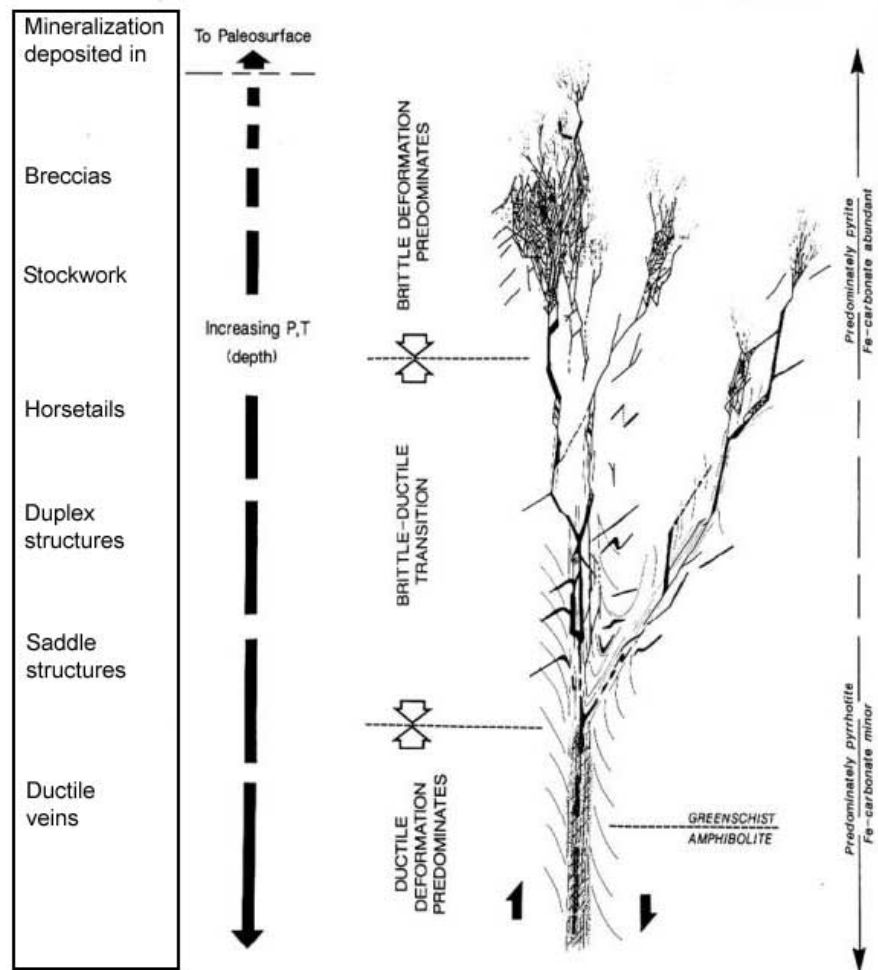 Mineralization
deposited in
Breccias
Stockwork
Horsetails
Duplex
structures
Saddle
structures
Ductile
veins
To Paleosurface
Increasing P,T
(depth)
BRITTLE DEFORMATION
PREDOMINATES
BRITTLE-DUCTILE
TRANSITION
DUCTILE
DEFORMATION
PREDOMINATES
GREENSCHIST
AMPHIBOLITE
Predominately pyrite
Fe-carbonate abundant
Predominately pyrrhotite
Fe-carbonate minor